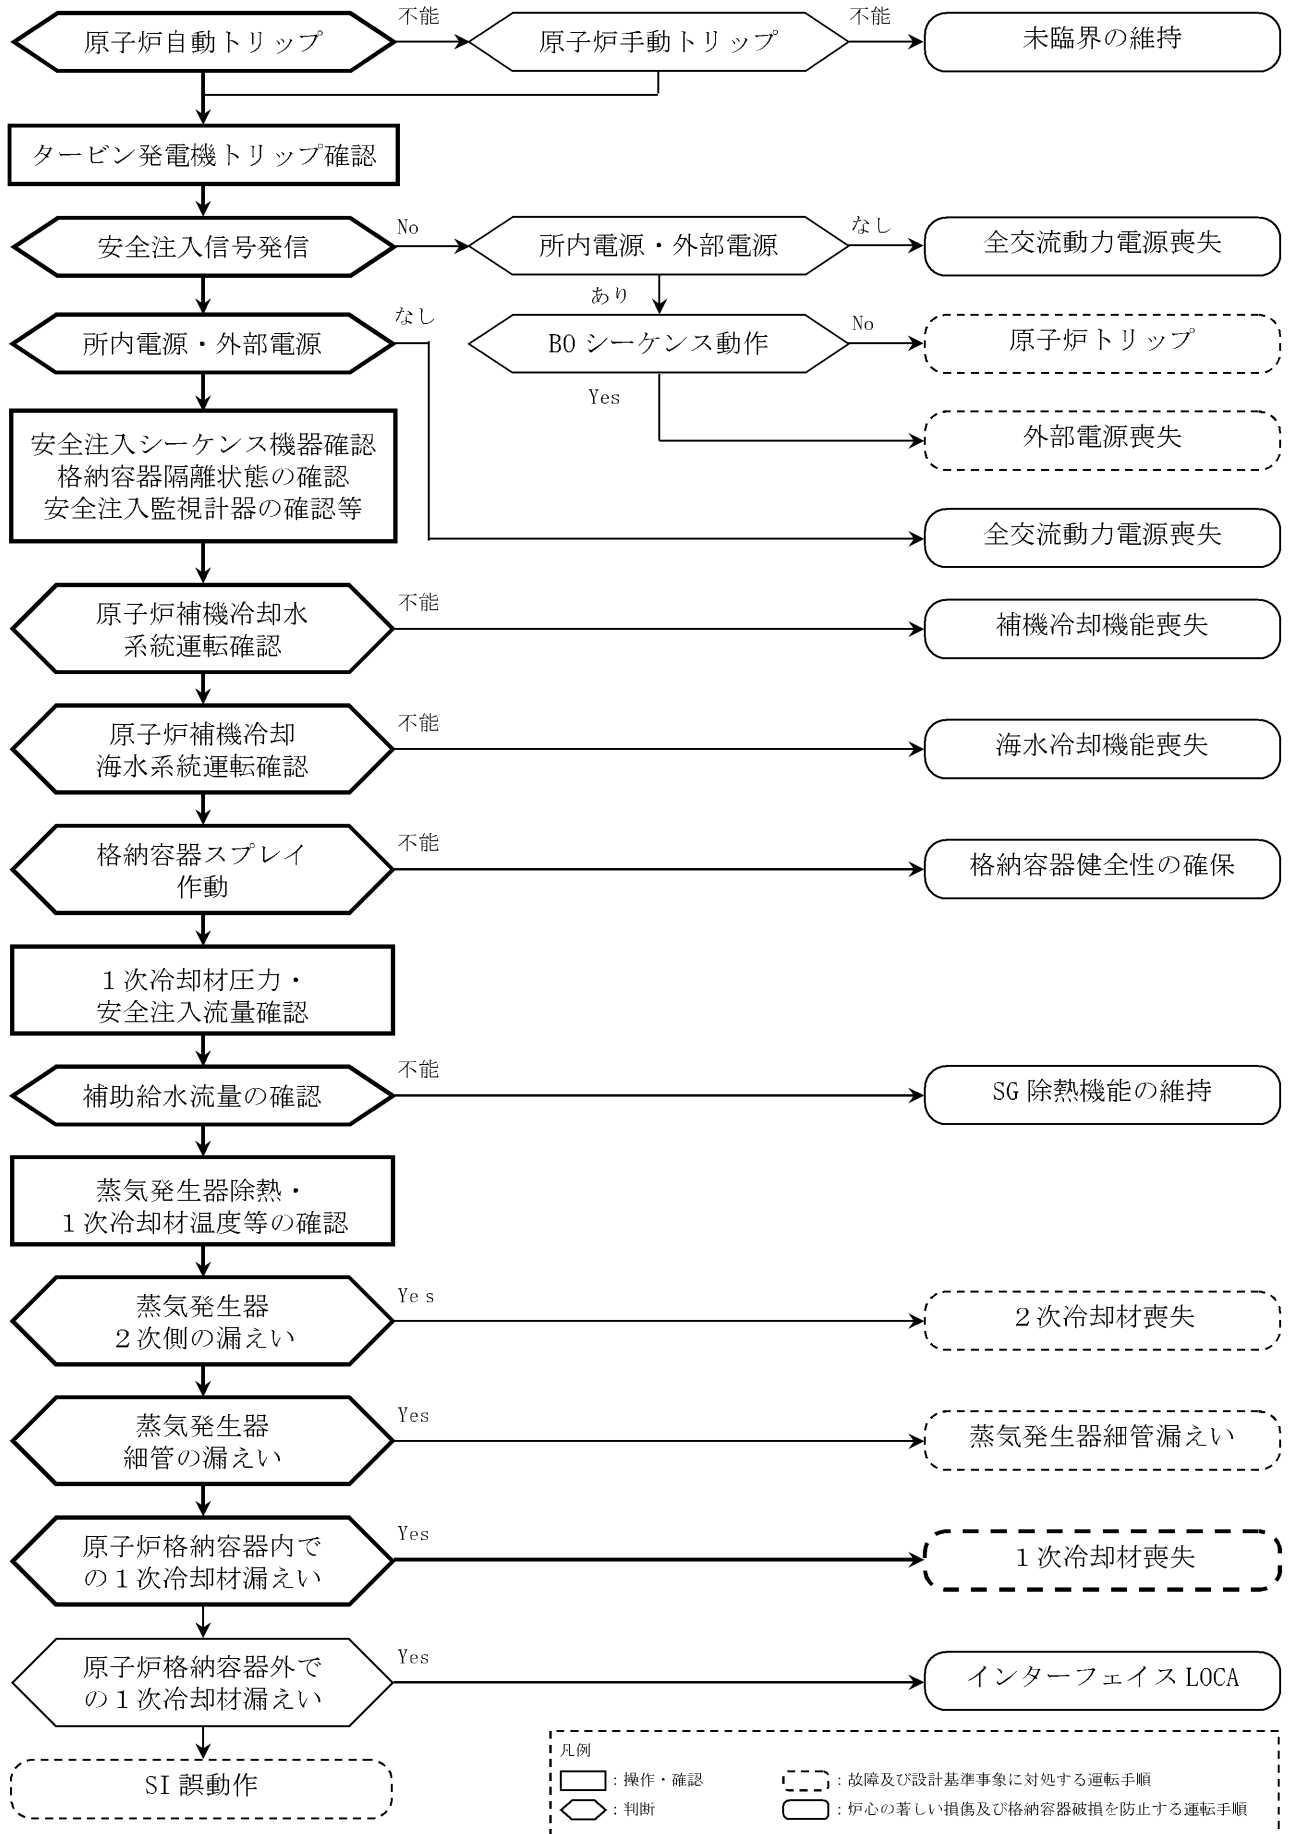 原子炉自動トリップ
不能
原子炉手動トリップ
不能
未臨界の維持
タービン発電機トリップ確認
安全注入信号発信
No
所内電源・外部電源
なし
全交流動力電源喪失
あり
所内電源・外部電源
なし
BO シーケンス動作
No
原子炉トリップ
Yes
外部電源喪失
安全注入シーケンス機器確認
格納容器隔離状態の確認
安全注入監視計器の確認等
全交流動力電源喪失
原子炉補機冷却水
系統運転確認
不能
補機冷却機能喪失
原子炉補機冷却
海水系統運転確認
不能
海水冷却機能喪失
格納容器スプレイ
作動
不能
格納容器健全性の確保
1次冷却材圧力・
安全注入流量確認
補助給水流量の確認
不能
SG 除熱機能の維持
蒸気発生器除熱・
1次冷却材温度等の確認
蒸気発生器
2次側の漏えい
Yes
2次冷却材喪失
蒸気発生器
細管の漏えい
Yes
蒸気発生器細管漏えい
原子炉格納容器内で
の1次冷却材漏えい
Yes
1次冷却材喪失
原子炉格納容器外で
の1次冷却材漏えい
Yes
インターフェイス LOCA
SI 誤動作
凡例
：操作・確認
：故障及び設計基準事象に対処する運転手順
：判断
：炉心の著しい損傷及び格納容器破損を防止する運転手順